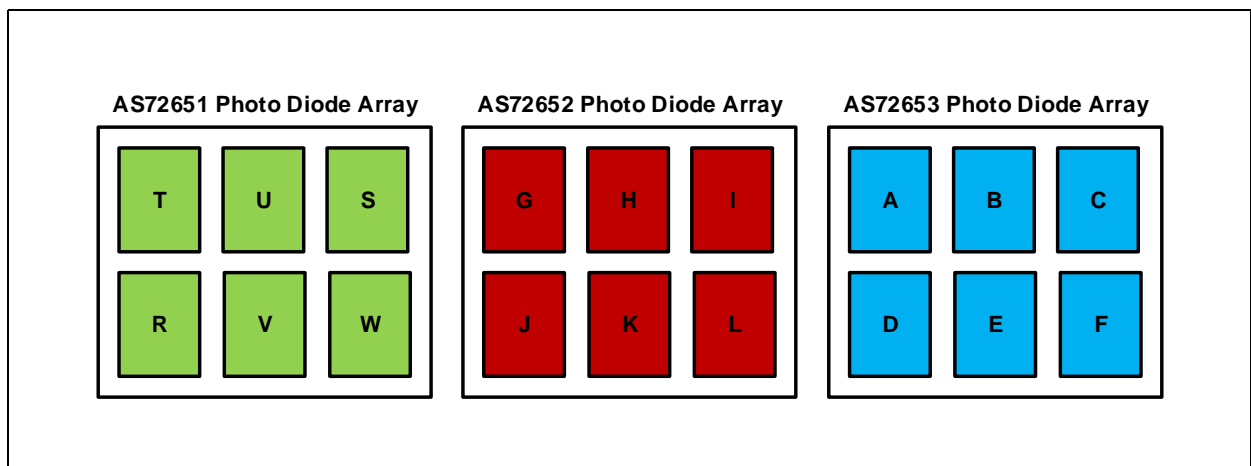 AS72651 Photo Diode Array
T U S
R V W
AS72652 Photo Diode Array
G H I
J K L
AS72653 Photo Diode Array
A B C
D E F